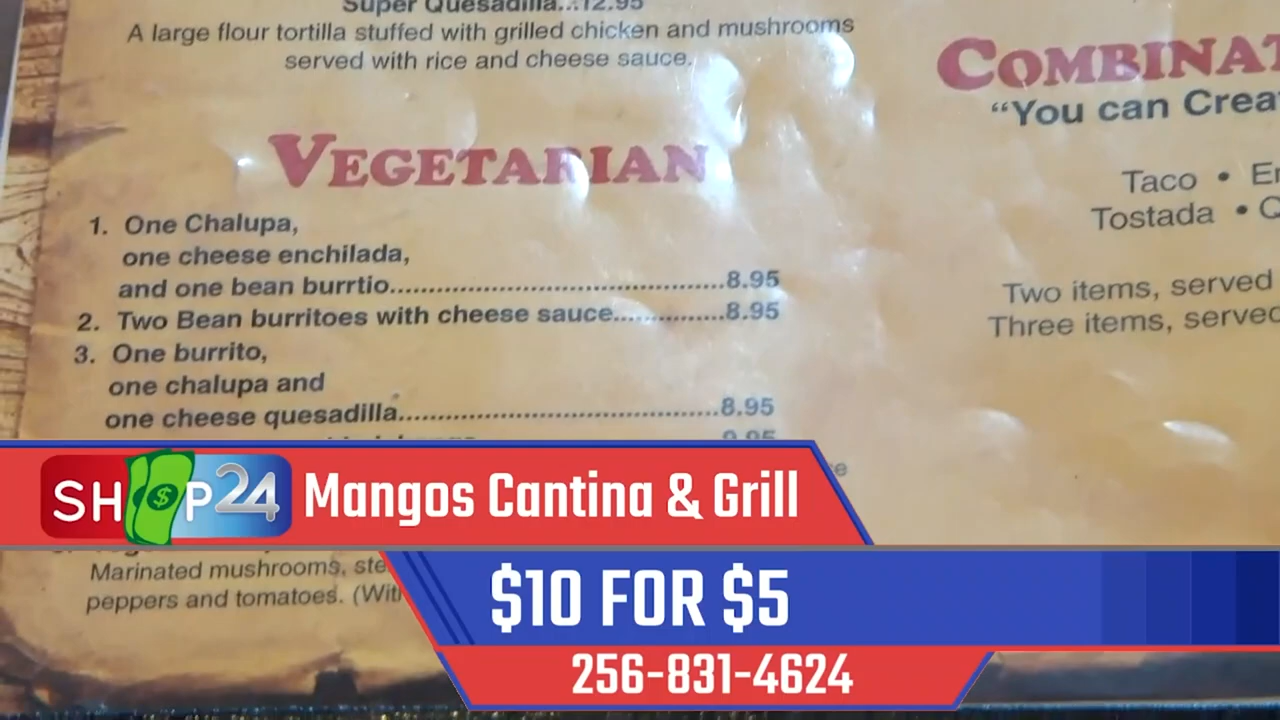 Super Quesadilla...12.95
A large flour tortilla stuffed with grilled chicken and mushrooms
served with rice and cheese sauce.
VEGETARIAN
1. One Chalupa,
one cheese enchilada,
and one bean burrtio..........................................8.95
2. Two Bean burritoes with cheese sauce..............8.95
3. One burrito,
one chalupa and
one cheese quesadilla........................................8.95
9.95
Marinated mushrooms,
peppers and tomatoes.
COMBINAT
"You can Crea
Taco •
Tostada •
Two items, served
Three items, served
SHOP24
Mangos Cantina & Grill
$10 FOR $5
256-831-4624